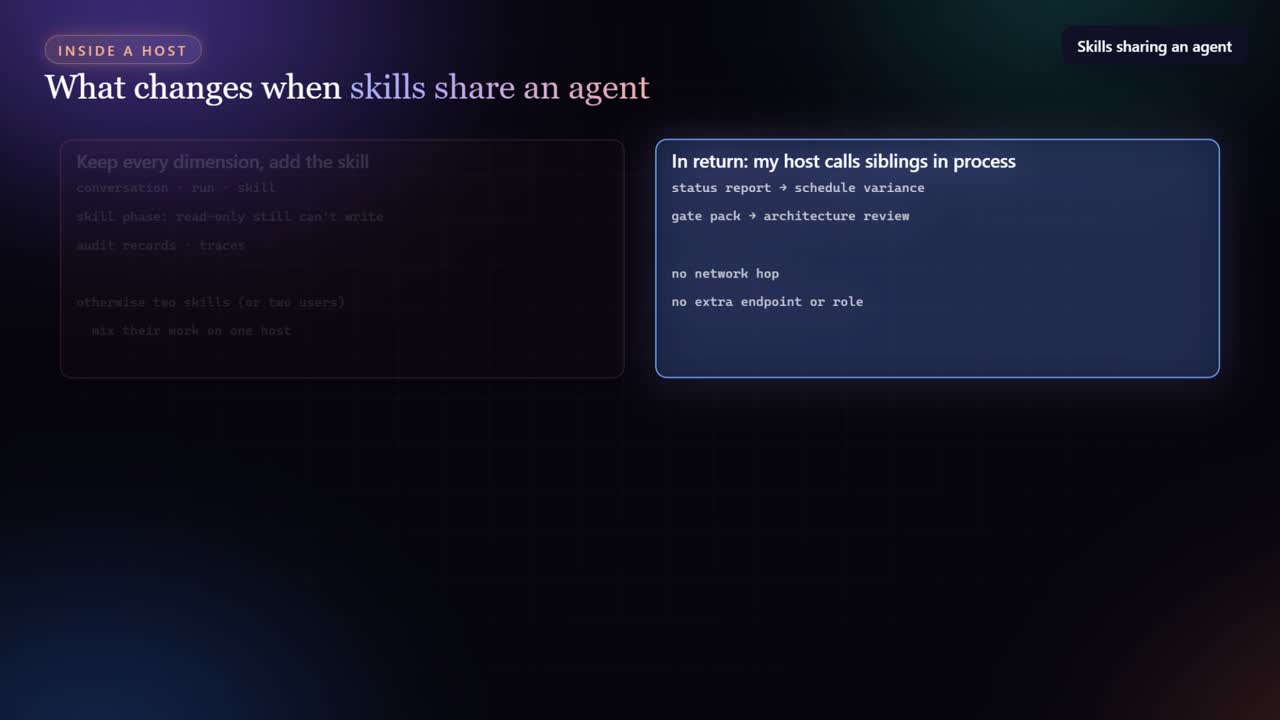 INSIDE A HOST
Skills sharing an agent
What changes when skills share an agent
Keep every dimension, add the skill
conversation · run · skill
skill phase: read-only still can't write
audit records · traces
otherwise two skills (or two users)
mix their work on one host
In return: my host calls siblings in process
status report → schedule variance
gate pack → architecture review
no network hop
no extra endpoint or role